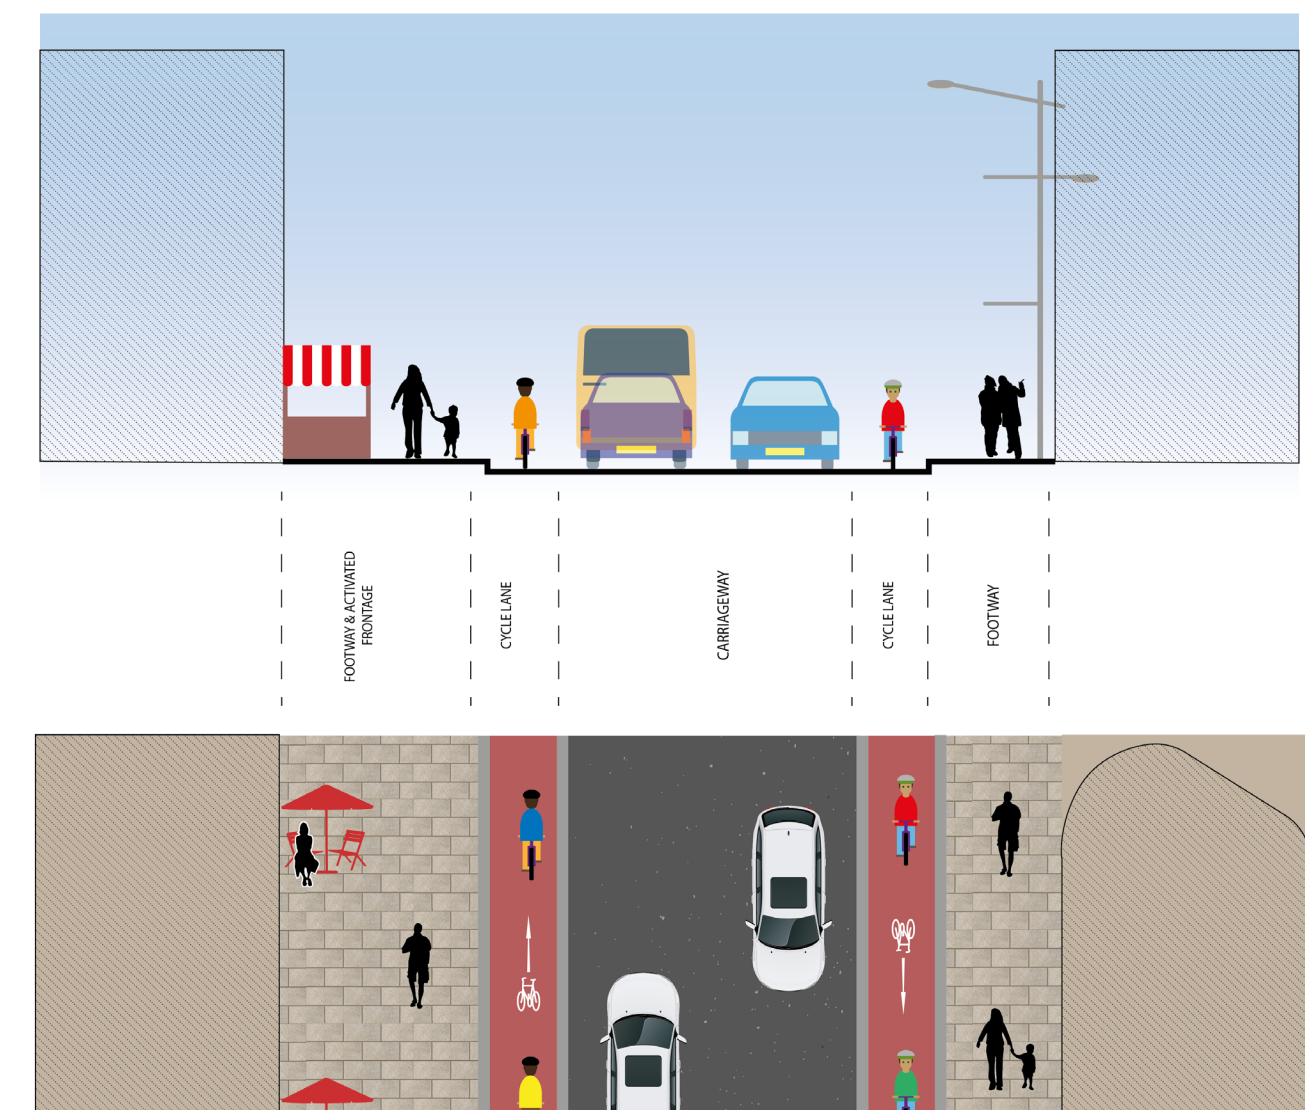 FOOTWAY & ACTIVATED
FRONTAGE
CYCLE LANE
CARRIAGEWAY
CYCLE LANE
FOOTWAY